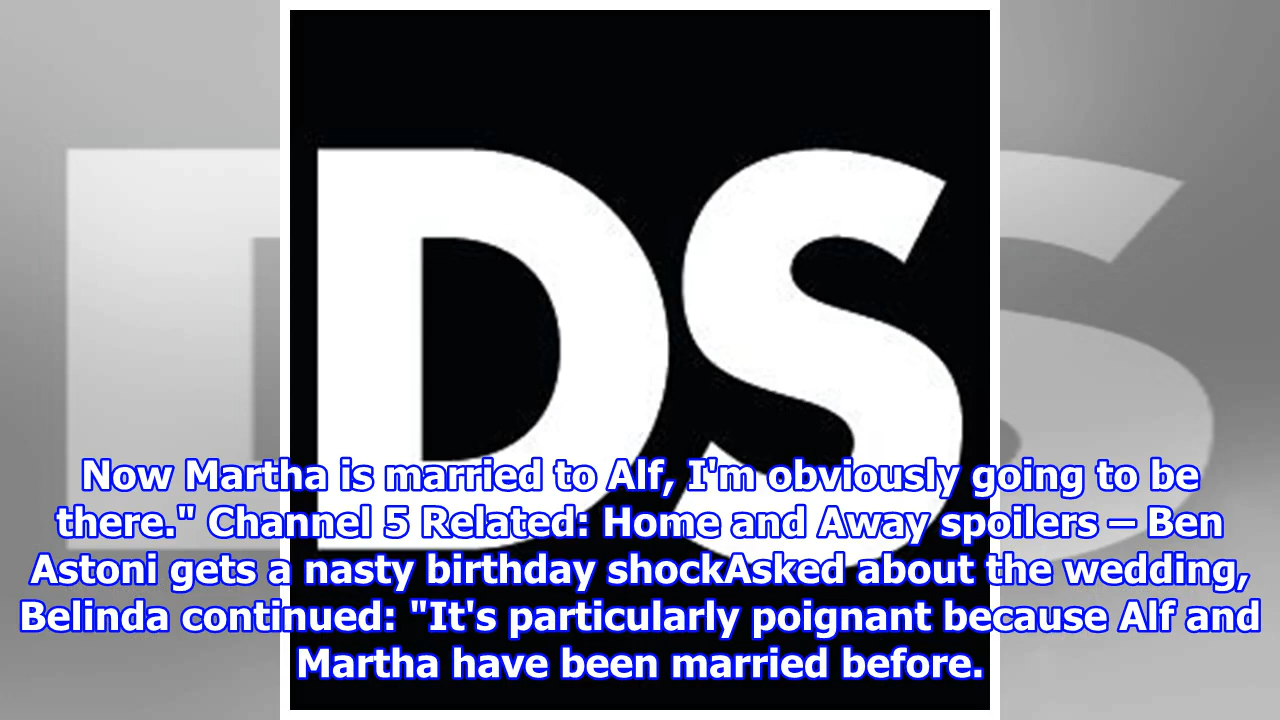 DS
Now Martha is married to Alf, I'm obviously going to be
there." Channel 5 Related: Home and Away spoilers – Ben
Astoni gets a nasty birthday shockAsked about the wedding,
Belinda continued: "It's particularly poignant because Alf and
Martha have been married before.